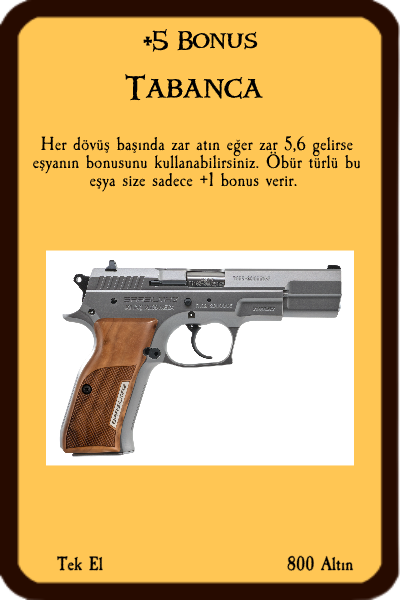 +5 Bonus
Tabanca
Her dövüş başında zar atın eğer zar 5,6 gelirse
eşyanın bonusunu kullanabilirsiniz. Öbür türlü bu
eşya size sadece +1 bonus verir.
Tek El
800 Altın